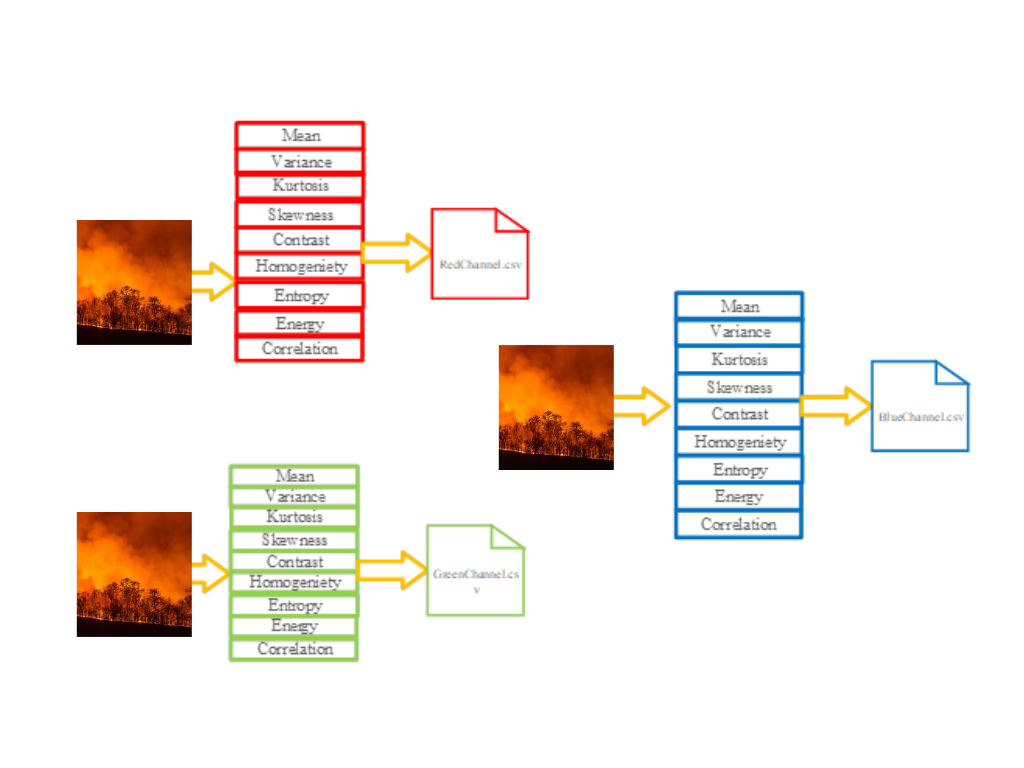 Mean
Variance
Kurtosis
Skewness
Contrast
Homogeniety
Entropy
Energy
Correlation
RedChannel.csv
Mean
Variance
Kurtosis
Skewness
Contrast
Homogeniety
Entropy
Energy
Correlation
BlueChannel.csv
Mean
Variance
Kurtosis
Skewness
Contrast
Homogeniety
Entropy
Energy
Correlation
GreenChannel.cs
v